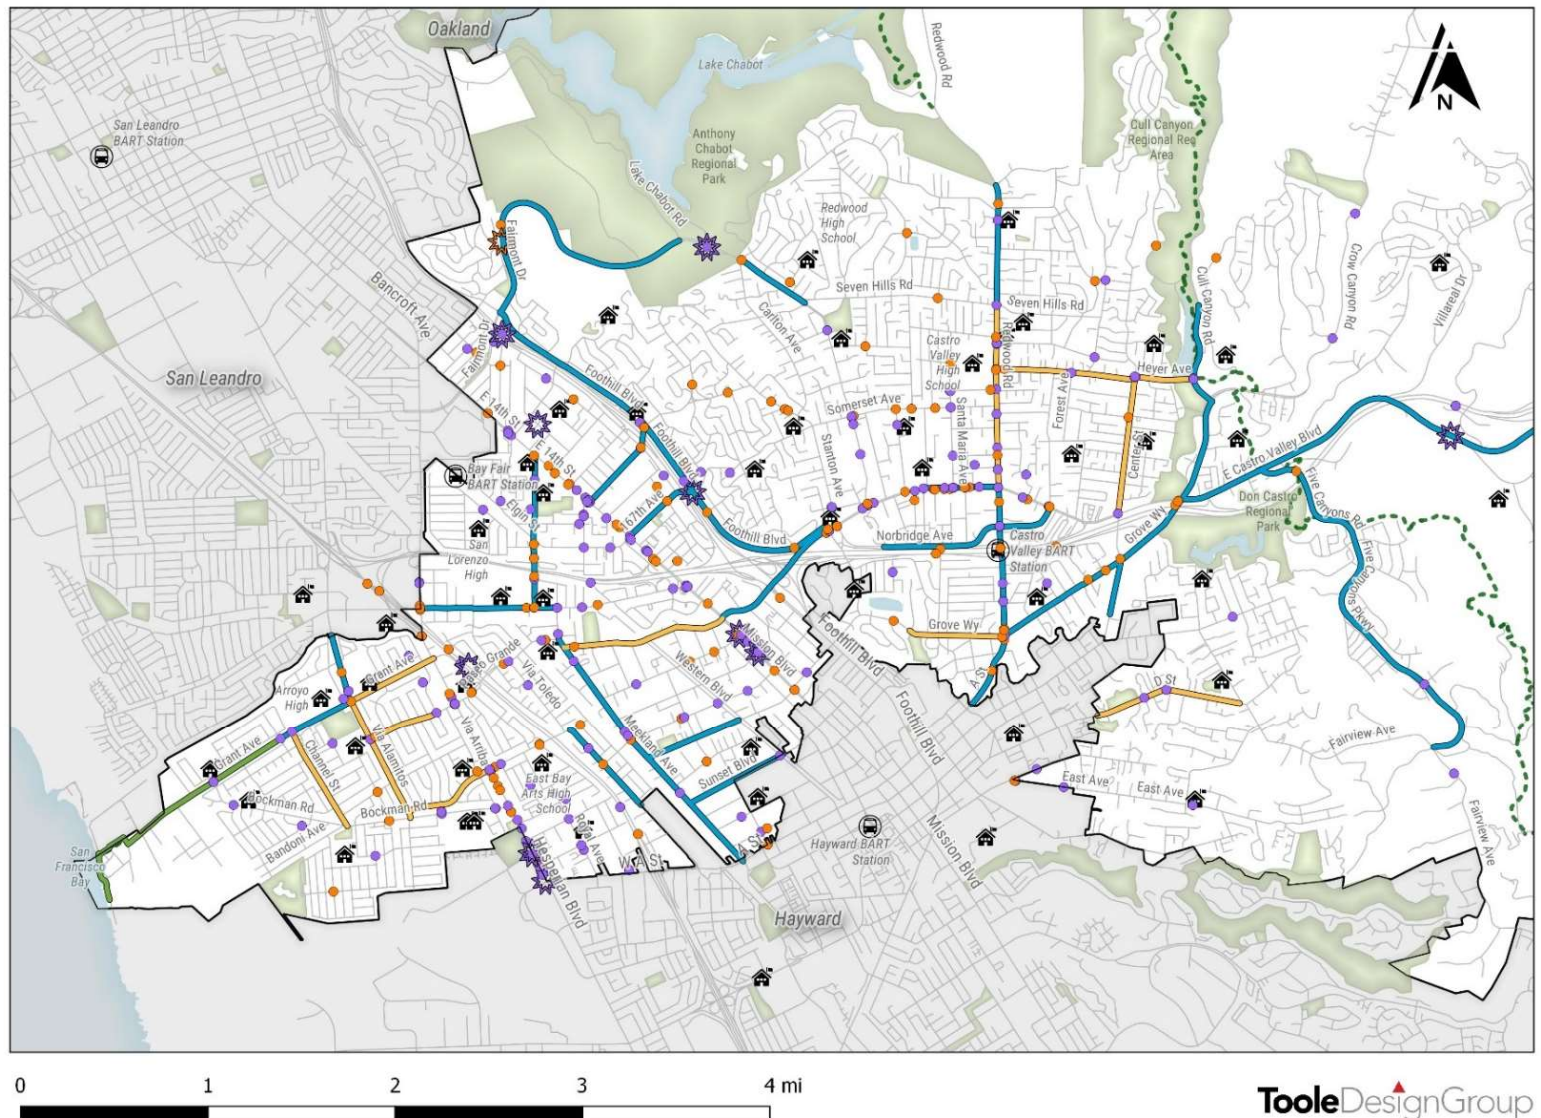 Oakland
Redwood Rd
Lake Chabot
San Leandro
BART Station
Anthony
Chabot
Regional
Park
Cull Canyon
Regional Rec
Area
N
Lake Chabot Rd
Redwood
High
School
Fairmont Dr
Cull Canyon Rd
Crow Canyon Rd
Villareal Dr
Bancroft Ave
Seven Hills Rd
Seven Hills Rd
Carlton Ave
Fairmont Dr
Castro
Valley
High
School
Redwood Rd
San Leandro
Foothill Blvd
Heyer Ave
Forest Ave
Somerset Ave
Santa Maria Ave
E 14th St
Foothill Blvd
Stanton Ave
Center St
E Castro Valley Blvd
E 14th St
Bay Fair
BART Station
Elgin St
167th Ave
Don Castro
Regional
Park
Five Canyons Rd
San
Lorenzo
High
Foothill Blvd
Norbridge Ave
Castro
Valley BART
Station
Grove Wy
Five Canyons Pkwy
Grove Wy
Mission Blvd
Foothill Blvd
Grant Ave
Paseo Grande
Via Toledo
Western Blvd
A St
D St
Arroyo
High
Foothill Blvd
Via Arriba
Via Alamitos
Meekland Ave
Grant Ave
Channel St
Fairview Ave
Sunset Blvd
East Bay
Arts High
School
East Ave
East Ave
Bockman Rd
Bockman Rd
Bandoni Ave
Royal Ave
Hesperian Blvd
Mission Blvd
Hayward BART
Station
Fairview Ave
San
Francisco
Bay
W A St
A St
Hayward
0 1 2 3 4 mi
TooleDesignGroup